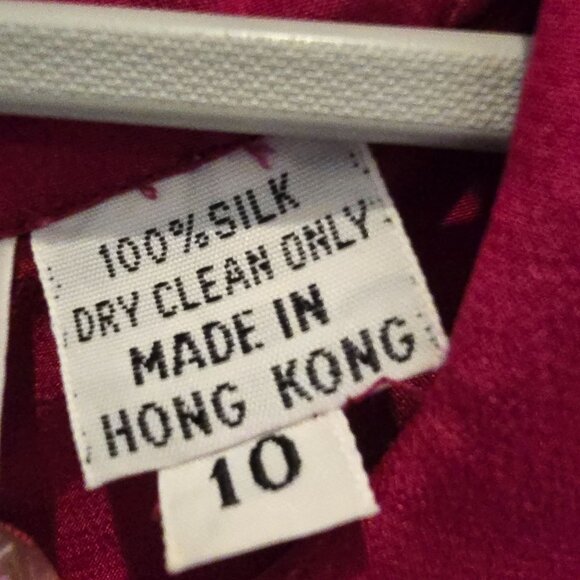 100% SILK
DRY CLEAN ONLY
MADE IN
HONG KONG
10